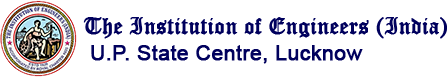 The Institution of Engineers (India)
U.P. State Centre, Lucknow